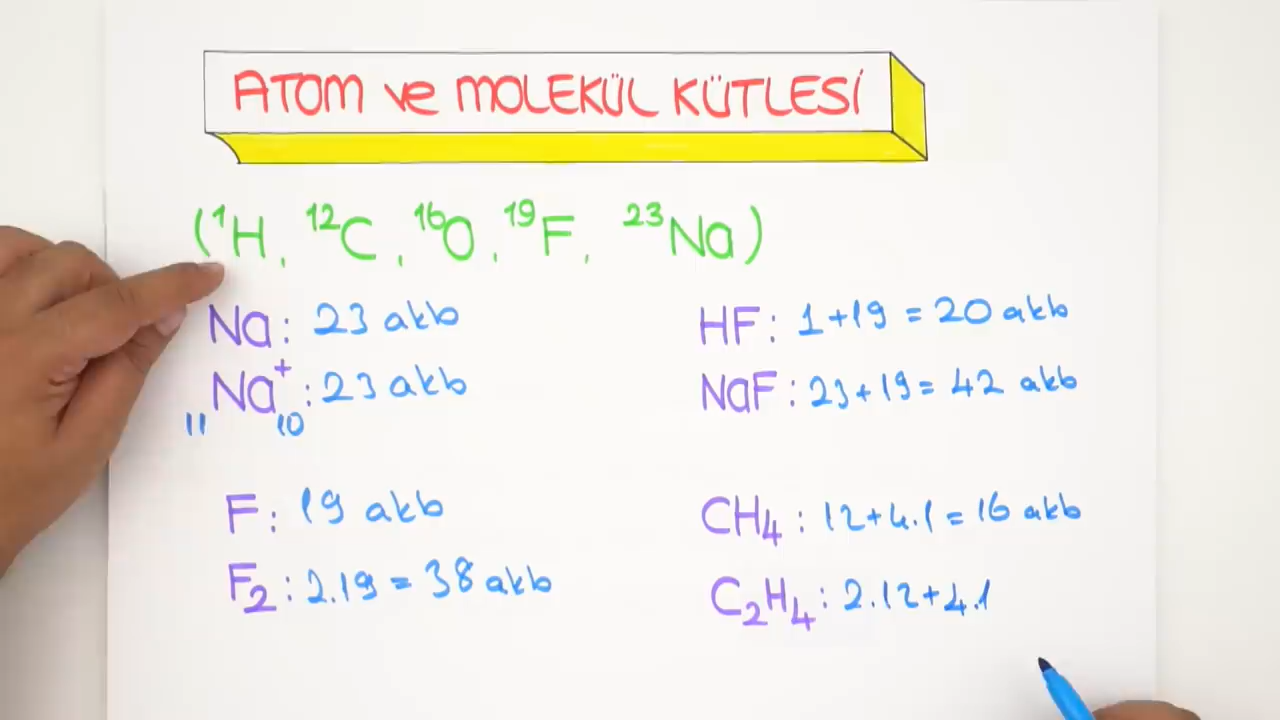 ATOM ve MOLEKÜL KÜTLESİ
(¹H, ¹²C, ¹⁶O, ¹⁹F, ²³Na)
Na: 23 akb
Na⁺: 23 akb
11 10
F: 19 akb
F₂: 2.19 = 38 akb
HF: 1+19 = 20 akb
NaF: 23+19 = 42 akb
CH₄: 12+4.1 = 16 akb
C₂H₄: 2.12+4.1